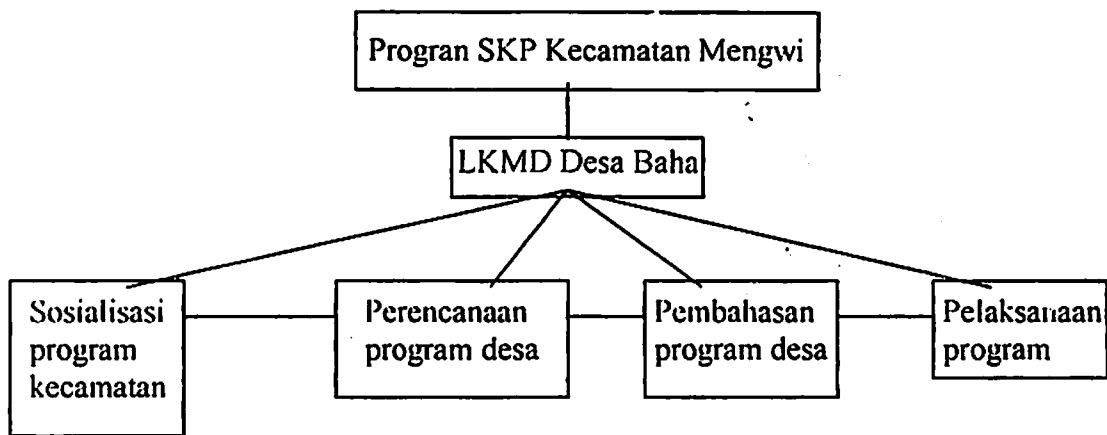 Progran SKP Kecamatan Mengwi
LKMD Desa Baha
Sosialisasi
program
kecamatan
Perencanaan
program desa
Pembahasan
program desa
Pelaksanaan
program